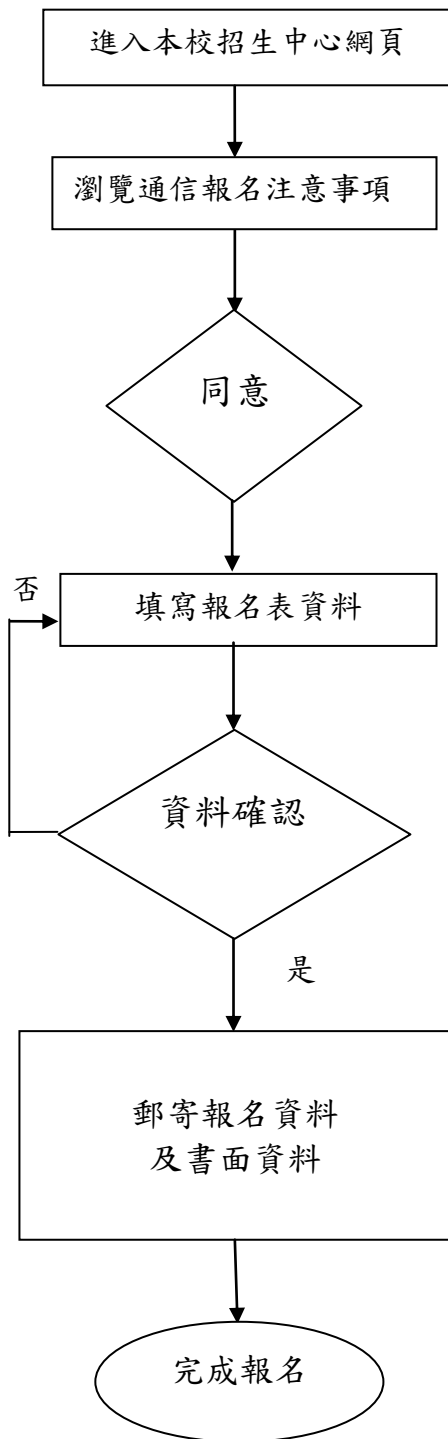 進入本校招生中心網頁
瀏覽通信報名注意事項
同意
否
填寫報名表資料
資料確認
是
郵寄報名資料
及書面資料
完成報名